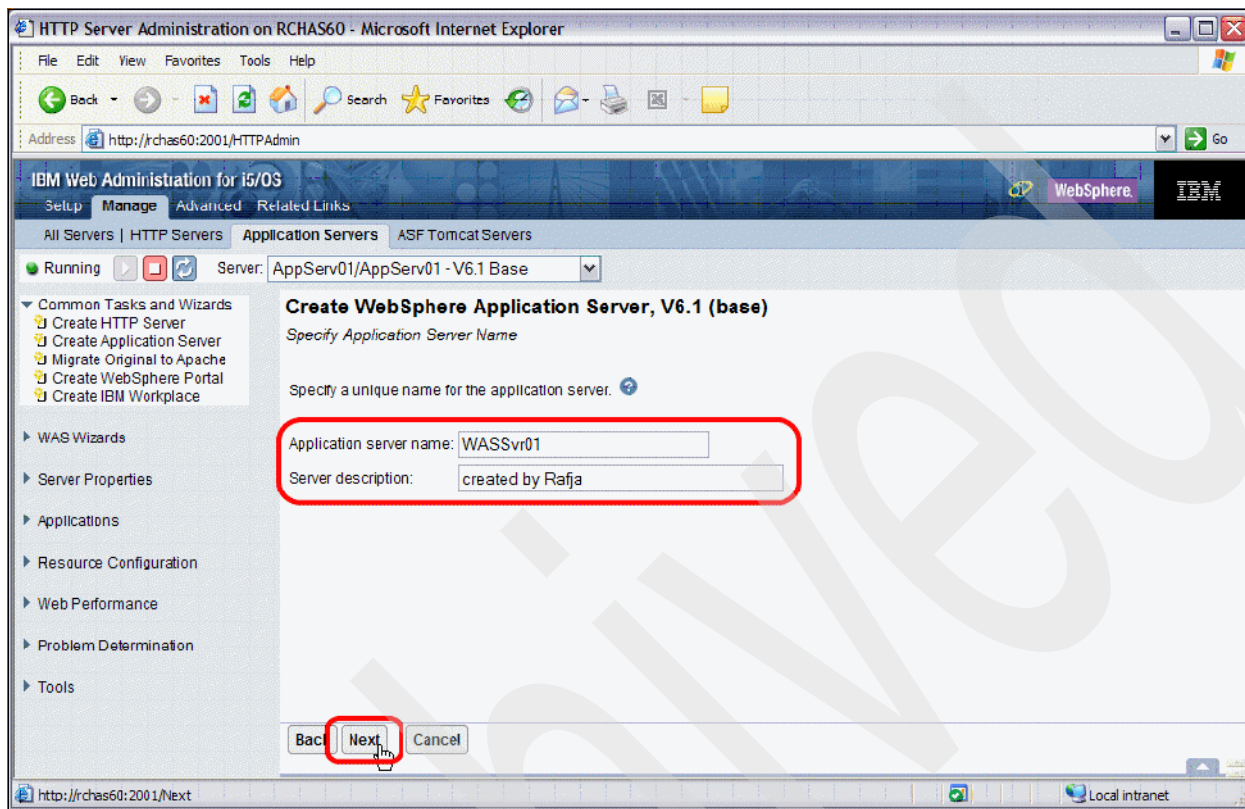 HTTP Server Administration on RCHAS60 - Microsoft Internet Explorer
File Edit View Favorites Tools Help
Back Search Favorites
Address http://rchas60:2001/HTTPAdmin Go
IBM Web Administration for i5/OS
WebSphere. IBM
Setup Manage Advanced Related Links
All Servers | HTTP Servers Application Servers ASF Tomcat Servers
Running Server: AppServ01/AppServ01 - V6.1 Base
Common Tasks and Wizards
Create HTTP Server
Create Application Server
Migrate Original to Apache
Create WebSphere Portal
Create IBM Workplace
WAS Wizards
Server Properties
Applications
Resource Configuration
Web Performance
Problem Determination
Tools
Create WebSphere Application Server, V6.1 (base)
Specify Application Server Name
Specify a unique name for the application server.
Application server name: WASSvr01
Server description: created by Rafja
Back Next Cancel
http://rchas60:2001/Next Local intranet